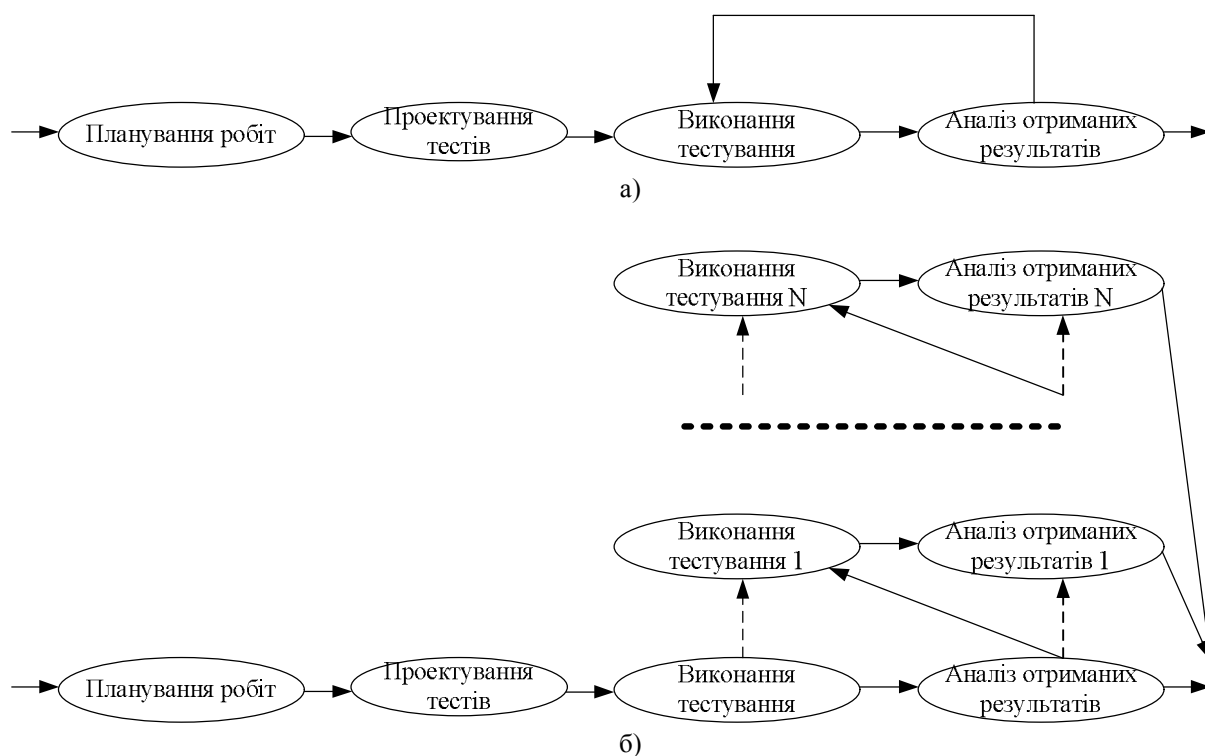 Планування робіт
Проектування
тестів
Виконання
тестування
Аналіз отриманих
результатів
а)
Виконання
тестування N
Аналіз отриманих
результатів N
Виконання
тестування 1
Аналіз отриманих
результатів 1
Планування робіт
Проектування
тестів
Виконання
тестування
Аналіз отриманих
результатів
б)